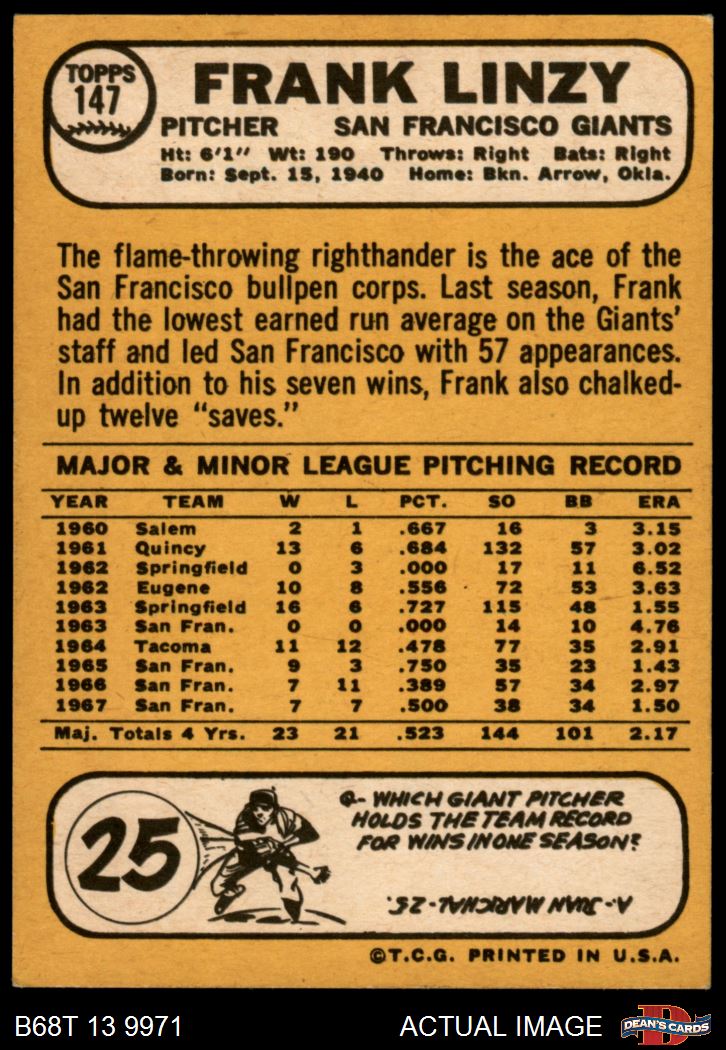 TOPPS
147
FRANK LINZY
PITCHER SAN FRANCISCO GIANTS
Ht: 6'1" Wt: 190 Throws: Right Bats: Right
Born: Sept. 15, 1940 Home: Bkn. Arrow, Okla.
The flame-throwing righthander is the ace of the
San Francisco bullpen corps. Last season, Frank
had the lowest earned run average on the Giants'
staff and led San Francisco with 57 appearances.
In addition to his seven wins, Frank also chalked-
up twelve "saves."
MAJOR & MINOR LEAGUE PITCHING RECORD
YEAR TEAM W L PCT. SO BB ERA
1960 Salem 2 1 .667 16 3 3.15
1961 Quincy 13 6 .684 132 57 3.02
1962 Springfield 0 3 .000 17 11 6.52
1962 Eugene 10 8 .556 72 53 3.63
1963 Springfield 16 6 .727 115 48 1.55
1963 San Fran. 0 0 .000 14 10 4.76
1964 Tacoma 11 12 .478 77 35 2.91
1965 San Fran. 9 3 .750 35 23 1.43
1966 San Fran. 7 11 .389 57 34 2.97
1967 San Fran. 7 7 .500 38 34 1.50
Maj. Totals 4 Yrs. 23 21 .523 144 101 2.17
25
Q- WHICH GIANT PITCHER
HOLDS THE TEAM RECORD
FOR WINS IN ONE SEASON?
A- JUAN MARICHAL - 25.
©T.C.G. PRINTED IN U.S.A.
B68T 13 9971 ACTUAL IMAGE
D
DEAN'S CARDS